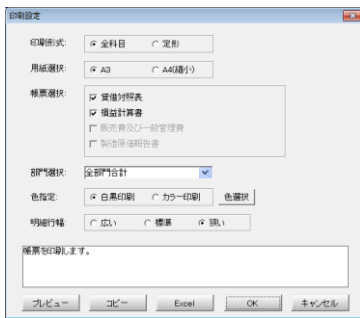 印刷設定
印刷形式: 全科目 定形
用紙選択: A3 A4(縮小)
帳票選択: 貸借対照表
損益計算書
販売費及び一般管理費
製造原価報告書
部門選択: 全部門合計
色指定: 白黒印刷 カラー印刷 色選択
明細行幅: 広い 標準 狭い
帳票を印刷します。
プレビュー コピー Excel OK キャンセル